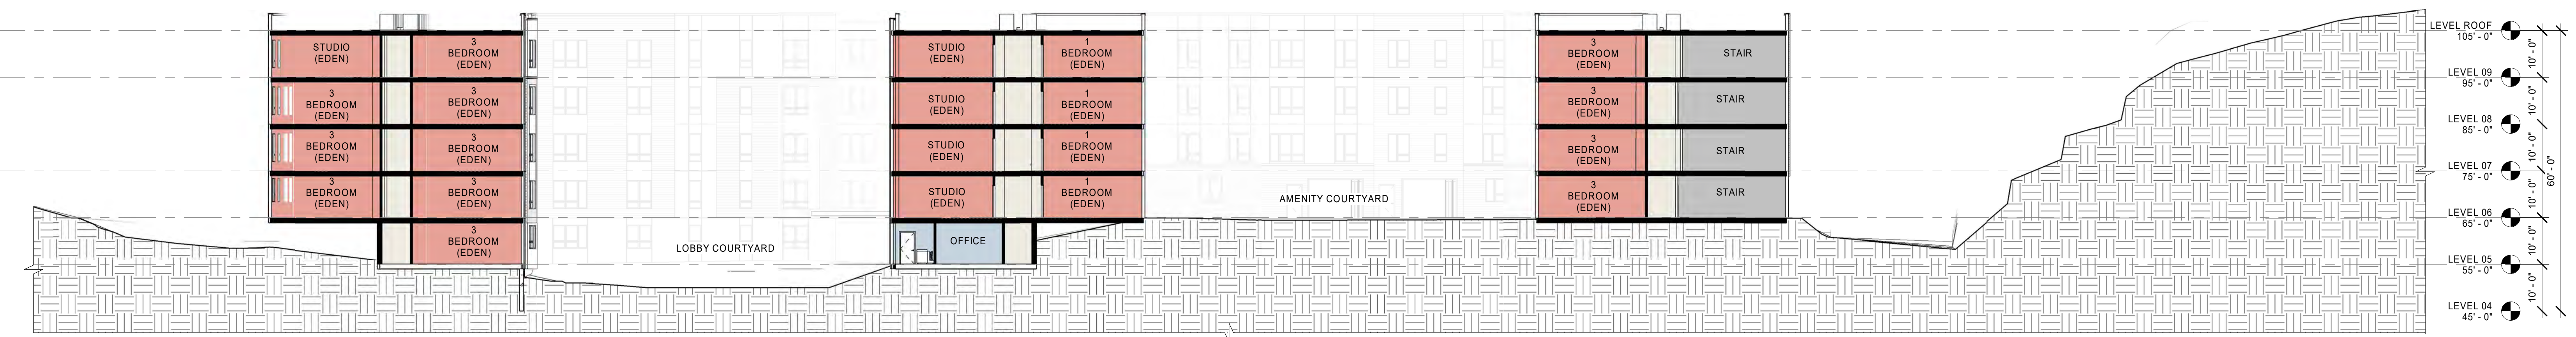 STUDIO
(EDEN)
3
BEDROOM
(EDEN)
STUDIO
(EDEN)
1
BEDROOM
(EDEN)
3
BEDROOM
(EDEN)
STAIR
3
BEDROOM
(EDEN)
3
BEDROOM
(EDEN)
STUDIO
(EDEN)
1
BEDROOM
(EDEN)
3
BEDROOM
(EDEN)
STAIR
3
BEDROOM
(EDEN)
3
BEDROOM
(EDEN)
STUDIO
(EDEN)
1
BEDROOM
(EDEN)
3
BEDROOM
(EDEN)
STAIR
3
BEDROOM
(EDEN)
3
BEDROOM
(EDEN)
STUDIO
(EDEN)
1
BEDROOM
(EDEN)
3
BEDROOM
(EDEN)
STAIR
AMENITY COURTYARD
3
BEDROOM
(EDEN)
LOBBY COURTYARD
OFFICE
LEVEL ROOF
105' - 0"
10' - 0"
LEVEL 09
95' - 0"
10' - 0"
LEVEL 08
85' - 0"
10' - 0"
LEVEL 07
75' - 0"
10' - 0"
LEVEL 06
65' - 0"
10' - 0"
LEVEL 05
55' - 0"
10' - 0"
LEVEL 04
45' - 0"
60' - 0"